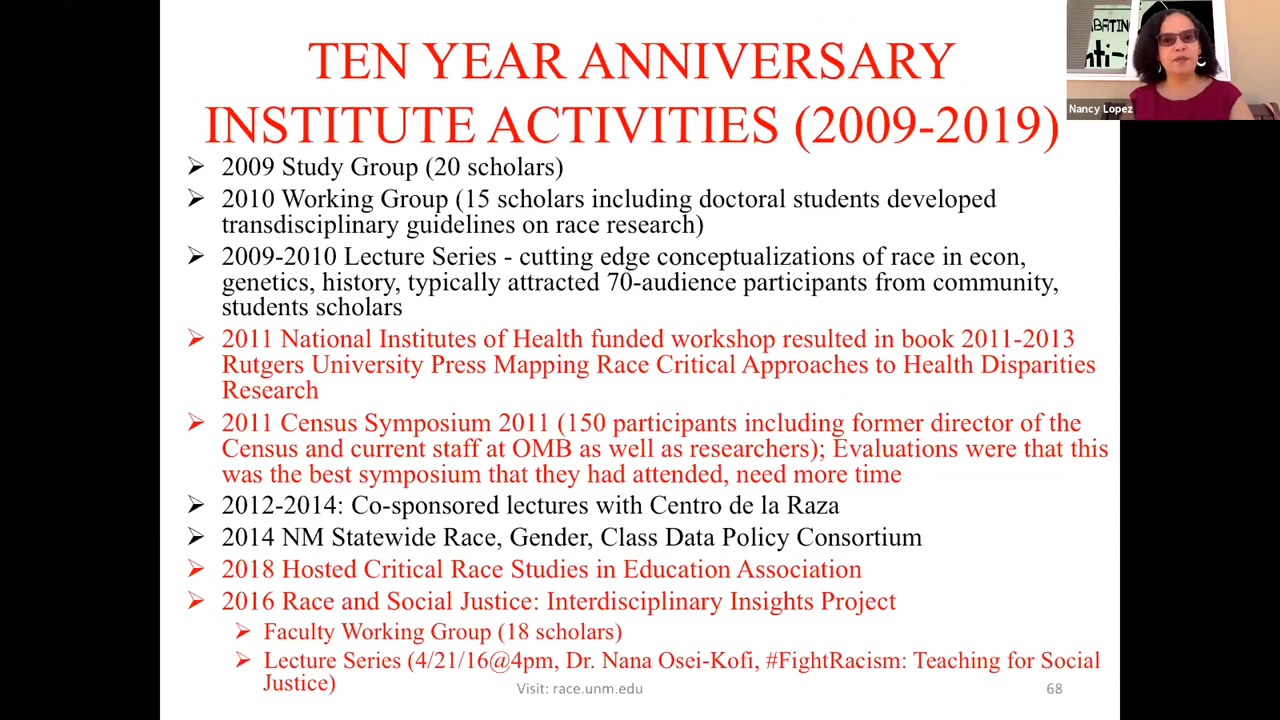 TEN YEAR ANNIVERSARY
INSTITUTE ACTIVITIES (2009-2019)
2009 Study Group (20 scholars)
2010 Working Group (15 scholars including doctoral students developed
transdisciplinary guidelines on race research)
2009-2010 Lecture Series - cutting edge conceptualizations of race in econ,
genetics, history, typically attracted 70-audience participants from community,
students scholars
2011 National Institutes of Health funded workshop resulted in book 2011-2013
Rutgers University Press Mapping Race Critical Approaches to Health Disparities
Research
2011 Census Symposium 2011 (150 participants including former director of the
Census and current staff at OMB as well as researchers); Evaluations were that this
was the best symposium that they had attended, need more time
2012-2014: Co-sponsored lectures with Centro de la Raza
2014 NM Statewide Race, Gender, Class Data Policy Consortium
2018 Hosted Critical Race Studies in Education Association
2016 Race and Social Justice: Interdisciplinary Insights Project
Faculty Working Group (18 scholars)
Lecture Series (4/21/16@4pm, Dr. Nana Osei-Kofi, #FightRacism: Teaching for Social
Justice)
Visit: race.unm.edu
68
Nancy Lopez